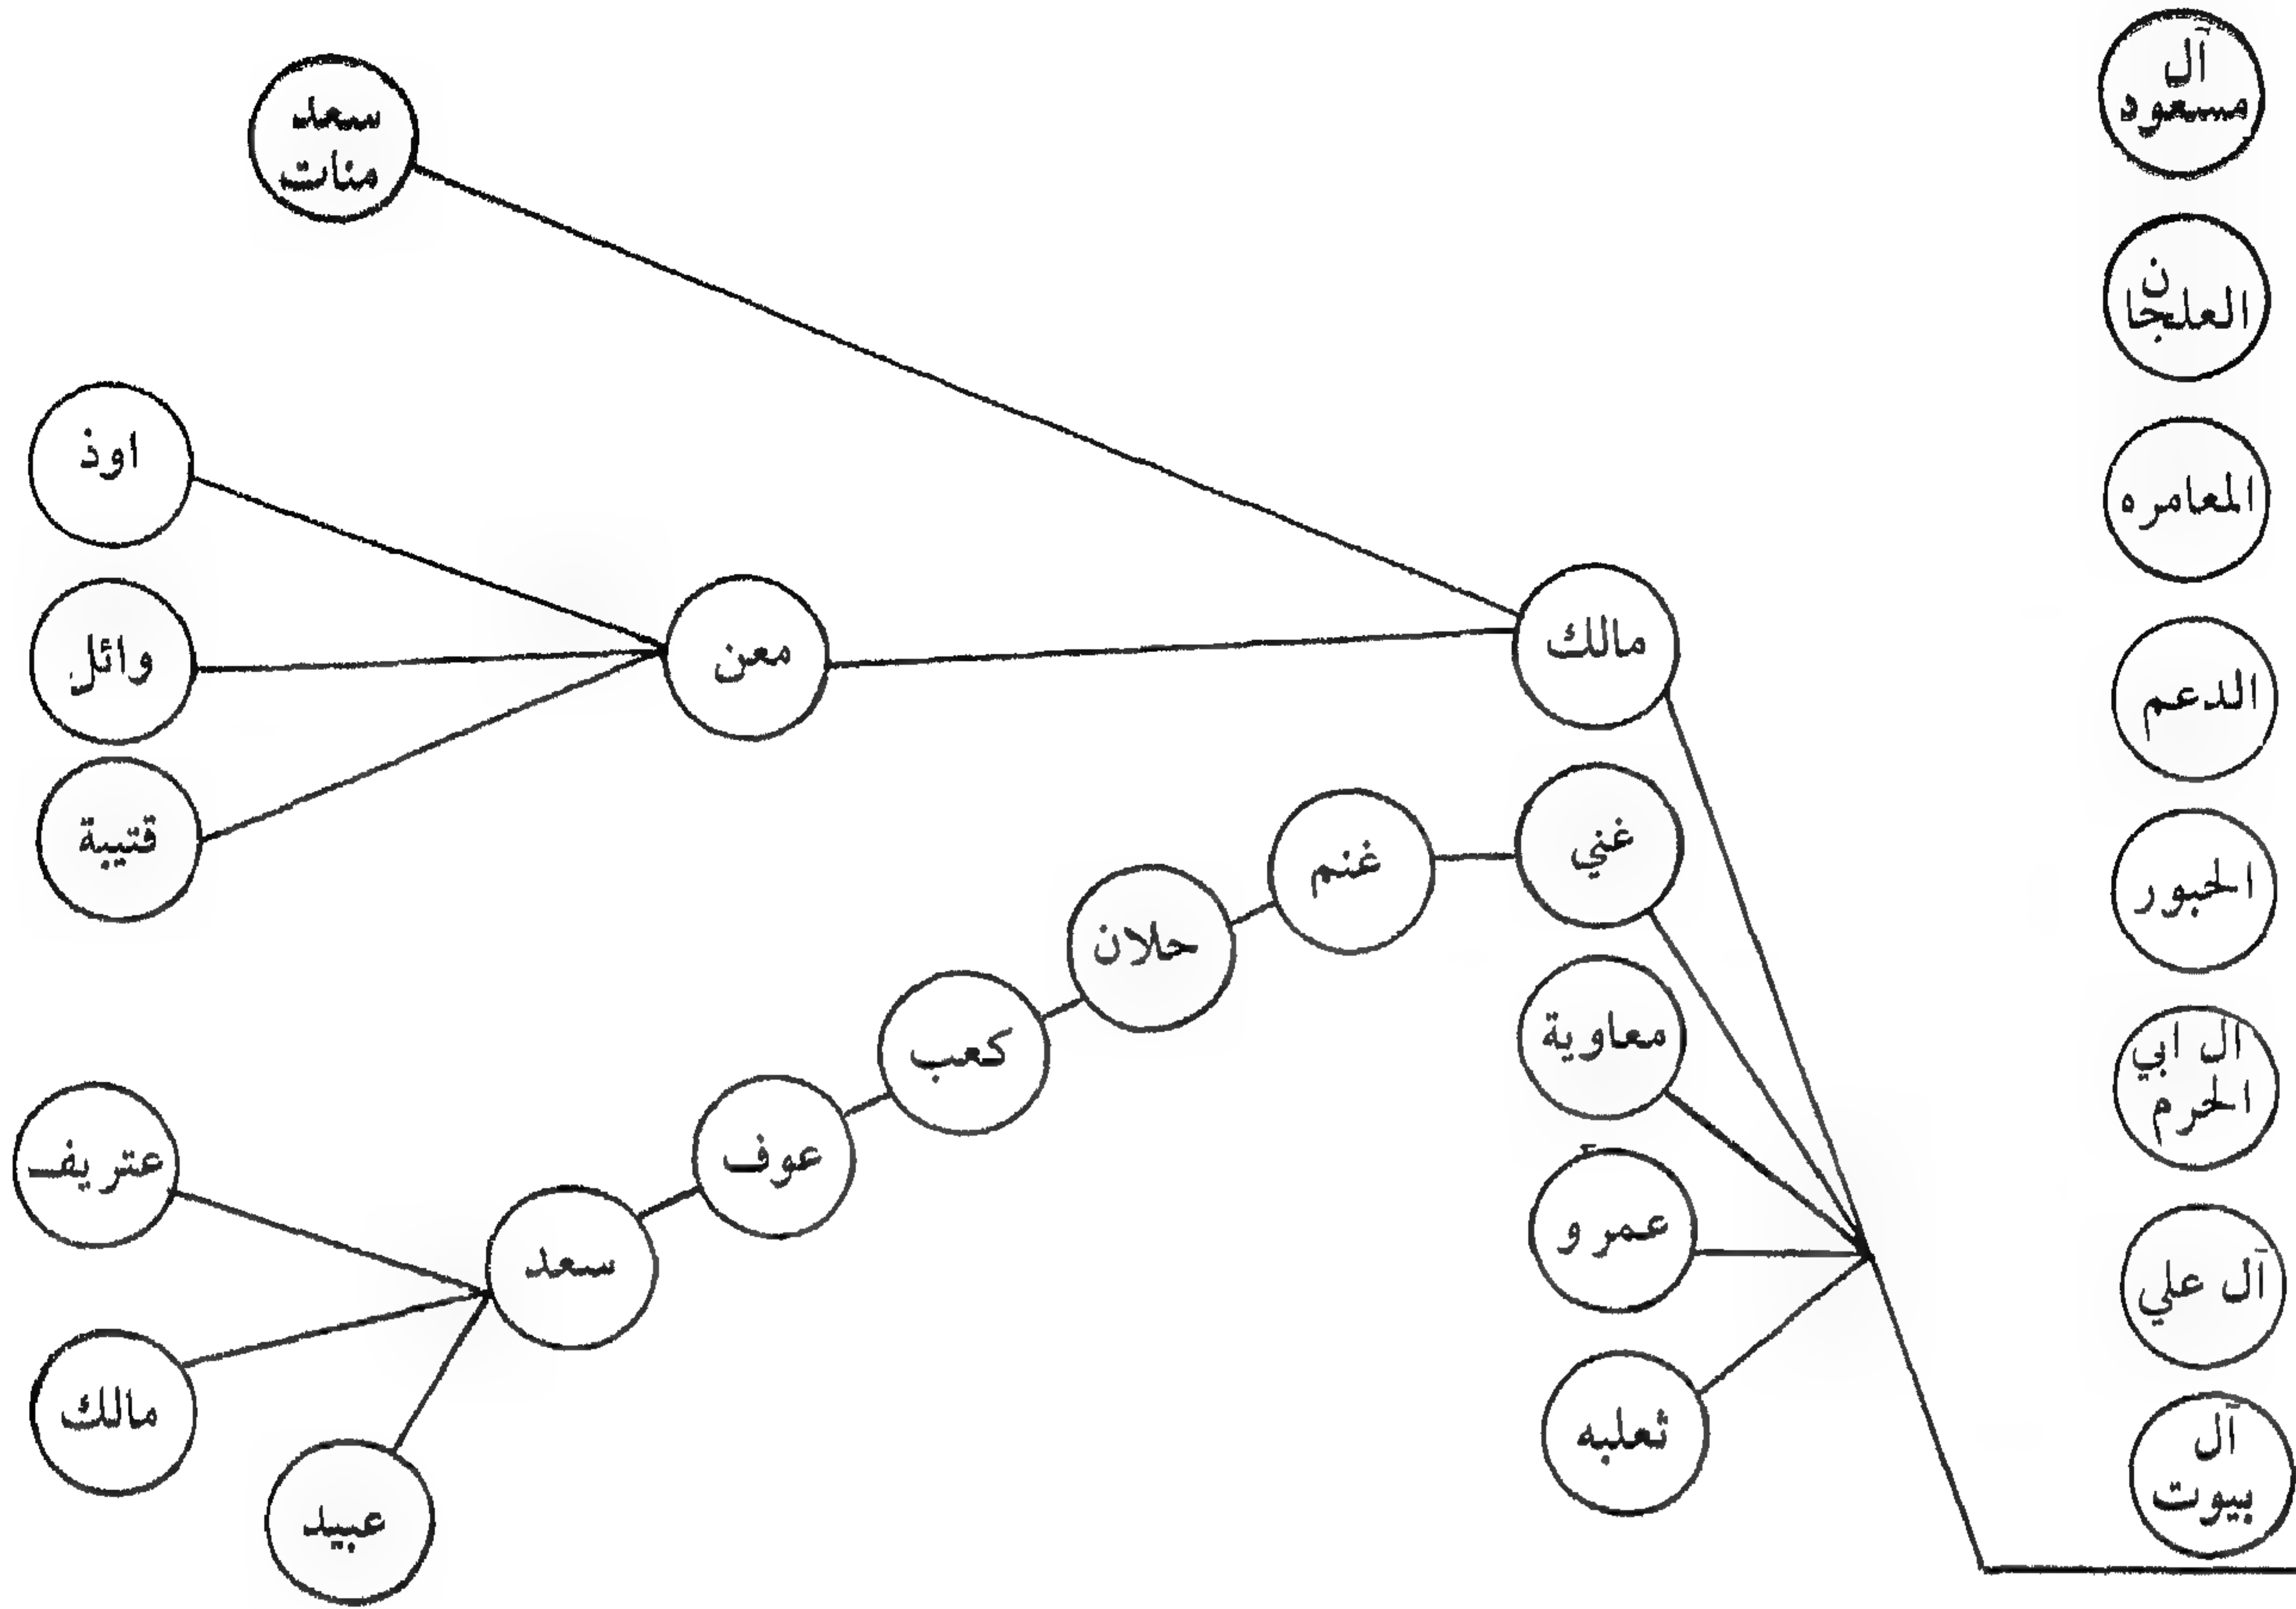 آل
مسعود
العلجان
المعامره
الدعم
الجبور
آل ابي
الحرم
آل علي
آل
بيوت
مالك
غني
معاوية
عمرو
ثعلبه
سعد
منات
معن
اوذ
وائل
قتيبة
غنم
حلان
كعب
عوف
سعد
عتريف
مالك
عبيد